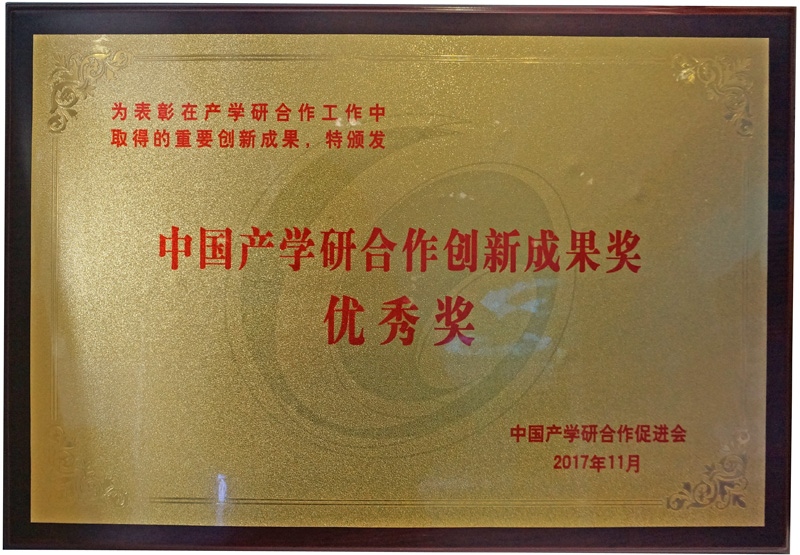 为表彰在产学研合作工作中
取得的重要创新成果，特颁发
中国产学研合作创新成果奖
优秀奖
中国产学研合作促进会
2017年11月